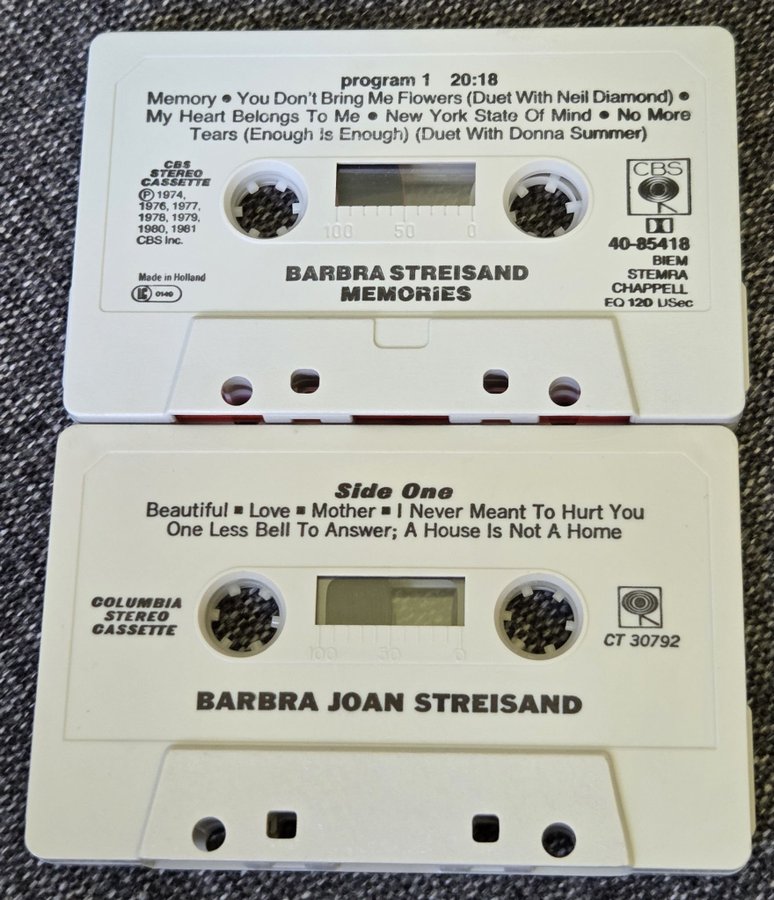 program 1 20:18
Memory • You Don't Bring Me Flowers (Duet With Neil Diamond) •
My Heart Belongs To Me • New York State Of Mind • No More
Tears (Enough Is Enough) (Duet With Donna Summer)
CBS
STEREO
CASSETTE
Ⓟ 1974,
1976, 1977,
1978, 1979,
1980, 1981
CBS Inc.
Made in Holland
LC 0149
100 50 0
CBS
40-85418
BIEM
STEMRA
CHAPPELL
EQ 120 USec
BARBRA STREISAND
MEMORIES
Side One
Beautiful ▪ Love ▪ Mother ▪ I Never Meant To Hurt You
One Less Bell To Answer; A House Is Not A Home
COLUMBIA
STEREO
CASSETTE
100 50 0
CT 30792
BARBRA JOAN STREISAND